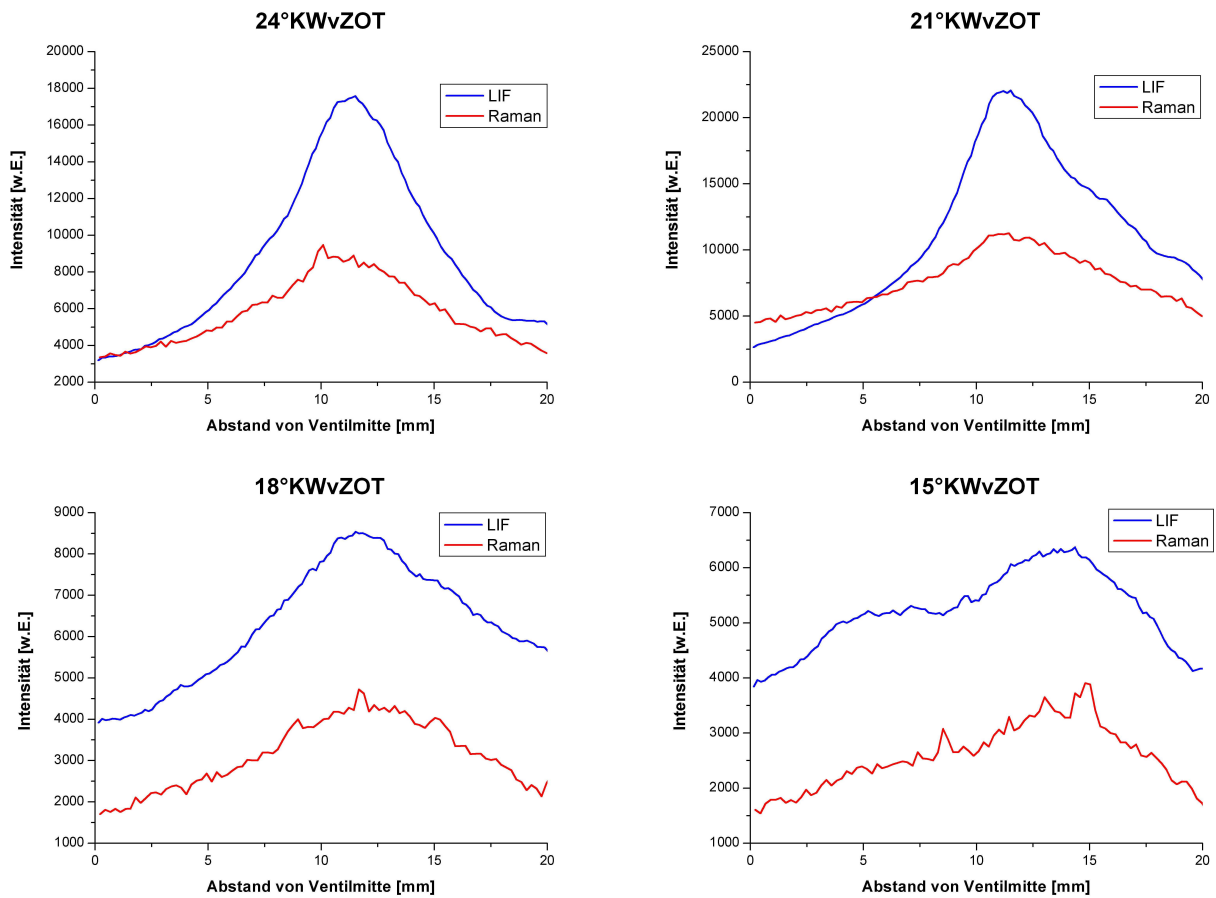 24°KWvZOT
20000
18000
16000
14000
12000
10000
8000
6000
4000
2000
0 5 10 15 20
Intensität [w.E.]
Abstand von Ventilmitte [mm]
LIF
Raman
21°KWvZOT
25000
20000
15000
10000
5000
0
0 5 10 15 20
Intensität [w.E.]
Abstand von Ventilmitte [mm]
LIF
Raman
18°KWvZOT
9000
8000
7000
6000
5000
4000
3000
2000
1000
0 5 10 15 20
Intensität [w.E.]
Abstand von Ventilmitte [mm]
LIF
Raman
15°KWvZOT
7000
6000
5000
4000
3000
2000
1000
0 5 10 15 20
Intensität [w.E.]
Abstand von Ventilmitte [mm]
LIF
Raman